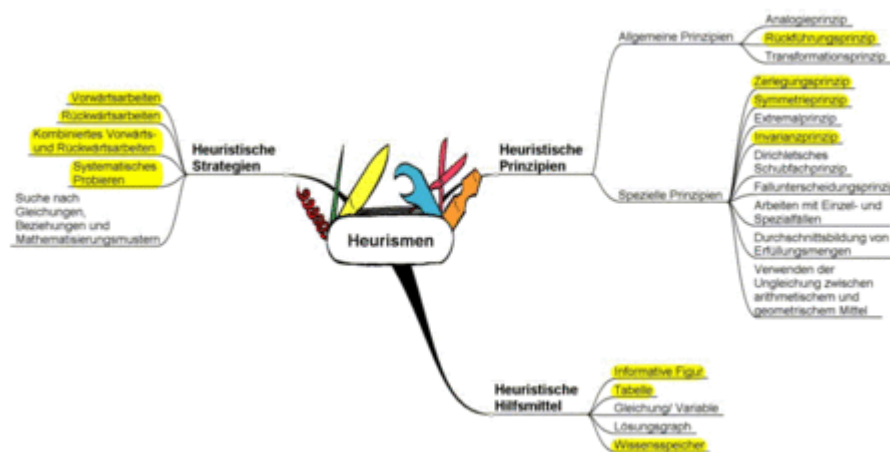 Heurismen
Heuristische
Strategien
Vorwärtsarbeiten
Rückwärtsarbeiten
Kombiniertes Vorwärts-
und Rückwärtsarbeiten
Systematisches
Probieren
Suche nach
Gleichungen,
Beziehungen und
Mathematisierungsmustern
Heuristische
Prinzipien
Allgemeine Prinzipien
Analogieprinzip
Rückführungsprinzip
Transformationsprinzip
Spezielle Prinzipien
Zerlegungsprinzip
Symmetrieprinzip
Extremalprinzip
Invarianzprinzip
Dirichletsches
Schubfachprinzip
Fallunterscheidungsprinzi
Arbeiten mit Einzel- und
Spezialfällen
Durchschnittsbildung von
Erfüllungsmengen
Verwenden der
Ungleichung zwischen
arithmetischem und
geometrischem Mittel
Heuristische
Hilfsmittel
Informative Figur
Tabelle
Gleichung/ Variable
Lösungsgraph
Wissensspeicher